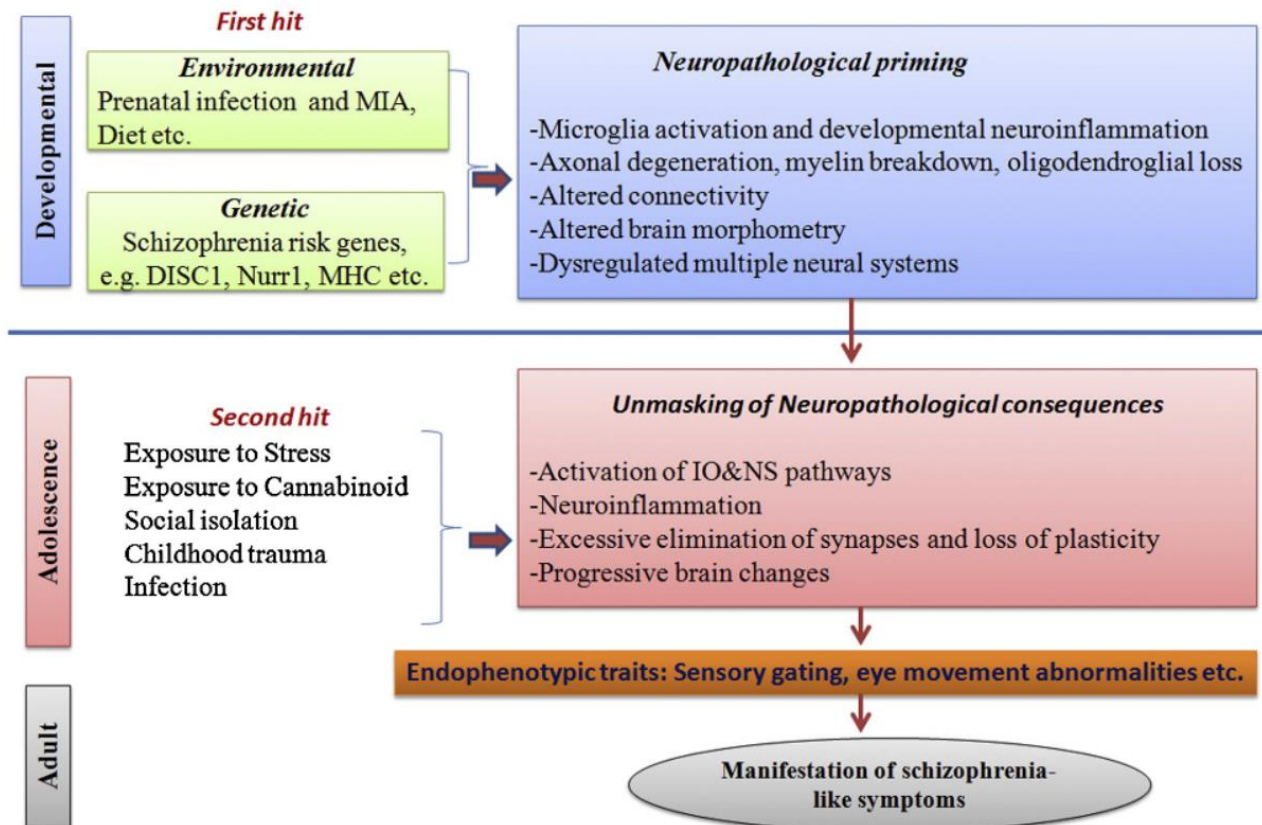 Developmental
First hit
Environmental
Prenatal infection and MIA,
Diet etc.
Genetic
Schizophrenia risk genes,
e.g. DISC1, Nurr1, MHC etc.
Neuropathological priming
-Microglia activation and developmental neuroinflammation
-Axonal degeneration, myelin breakdown, oligodendroglial loss
-Altered connectivity
-Altered brain morphometry
-Dysregulated multiple neural systems
Adolescence
Second hit
Exposure to Stress
Exposure to Cannabinoid
Social isolation
Childhood trauma
Infection
Unmasking of Neuropathological consequences
-Activation of IO&NS pathways
-Neuroinflammation
-Excessive elimination of synapses and loss of plasticity
-Progressive brain changes
Endophenotypic traits: Sensory gating, eye movement abnormalities etc.
Adult
Manifestation of schizophrenia-
like symptoms